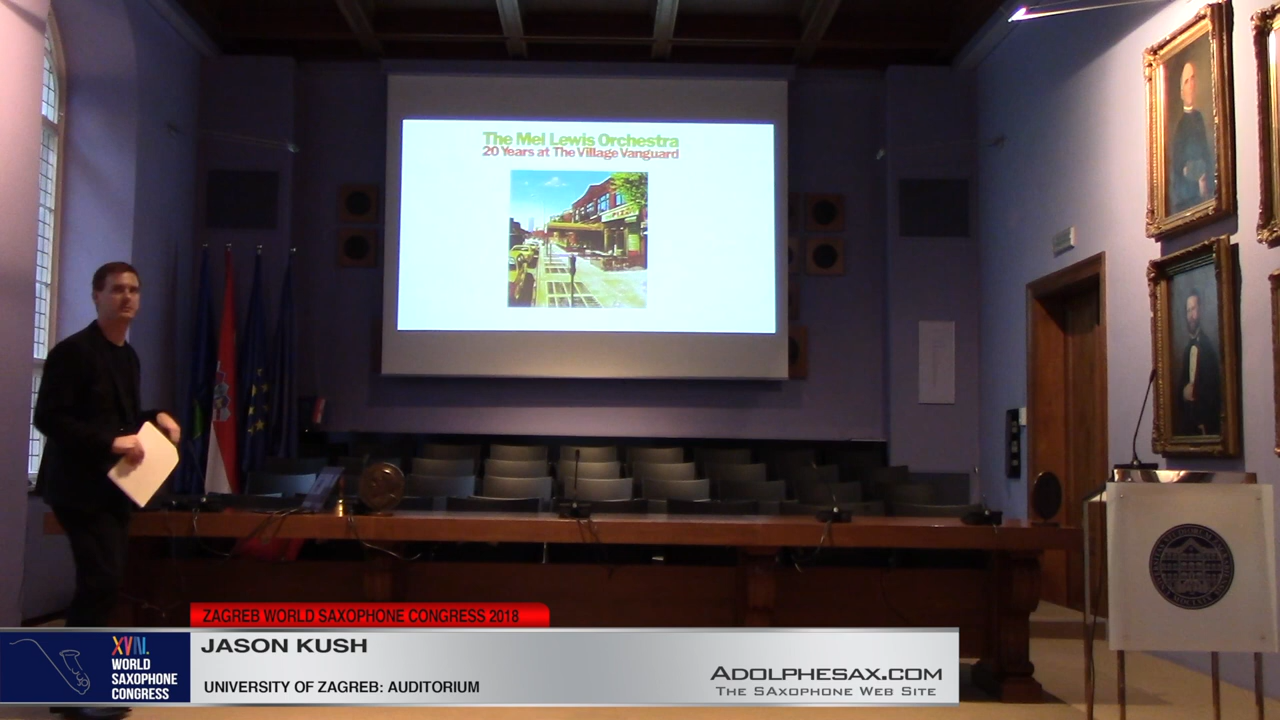 The Mel Lewis Orchestra
20 Years at The Village Vanguard
ZAGREB WORLD SAXOPHONE CONGRESS 2018
XVIII.
WORLD
SAXOPHONE
CONGRESS
JASON KUSH
UNIVERSITY OF ZAGREB: AUDITORIUM
ADOLPHESAX.COM
THE SAXOPHONE WEB SITE